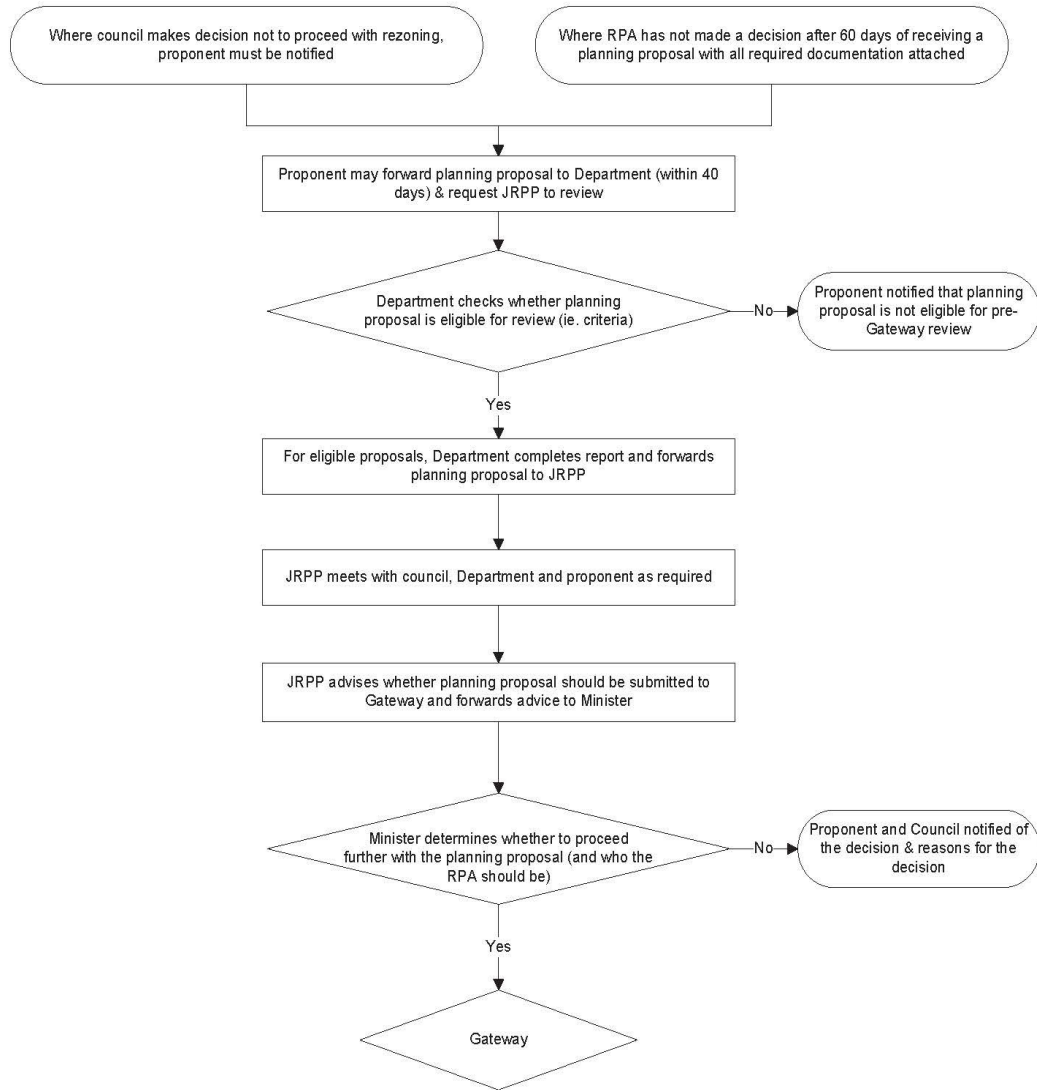 Where council makes decision not to proceed with rezoning,
proponent must be notified
Where RPA has not made a decision after 60 days of receiving a
planning proposal with all required documentation attached
Proponent may forward planning proposal to Department (within 40
days) & request JRPP to review
Department checks whether planning
proposal is eligible for review (ie. criteria)
No
Proponent notified that planning
proposal is not eligible for pre-
Gateway review
Yes
For eligible proposals, Department completes report and forwards
planning proposal to JRPP
JRPP meets with council, Department and proponent as required
JRPP advises whether planning proposal should be submitted to
Gateway and forwards advice to Minister
Minister determines whether to proceed
further with the planning proposal (and who the
RPA should be)
No
Proponent and Council notified of
the decision & reasons for the
decision
Yes
Gateway